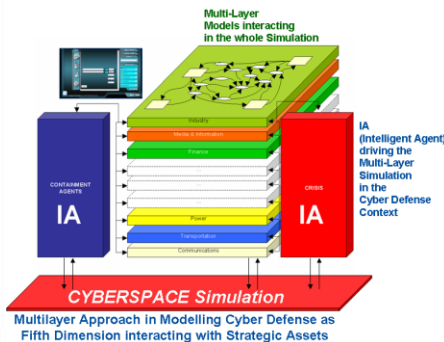 Multi-Layer
Models interacting
in the whole Simulation
Industry
Media & Information
Finance
...
...
...
Power
Transportation
Communications
CONTAINMENT
AGENTS
IA
CRISIS
IA
IA
(Intelligent Agent)
driving the
Multi-Layer
Simulation
in the
Cyber Defense
Context
CYBERSPACE Simulation
Multilayer Approach in Modelling Cyber Defense as
Fifth Dimension interacting with Strategic Assets